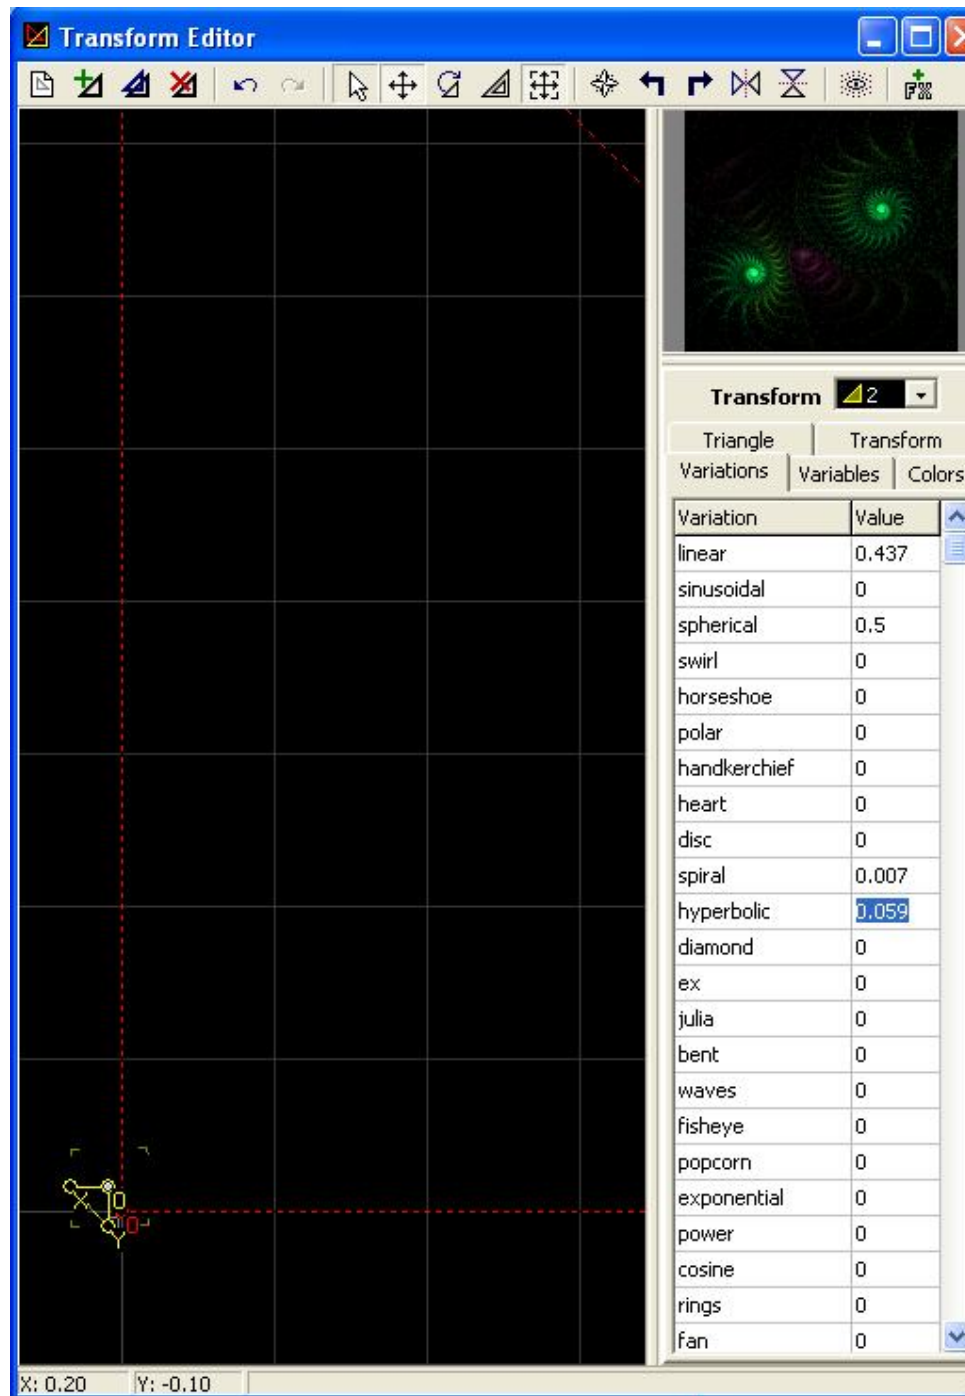 Transform Editor
Transform 2
Triangle Transform
Variations Variables Colors
Variation Value
linear 0.437
sinusoidal 0
spherical 0.5
swirl 0
horseshoe 0
polar 0
handkerchief 0
heart 0
disc 0
spiral 0.007
hyperbolic 0.059
diamond 0
ex 0
julia 0
bent 0
waves 0
fisheye 0
popcorn 0
exponential 0
power 0
cosine 0
rings 0
fan 0
X O
O
Y
X: 0.20 Y: -0.10